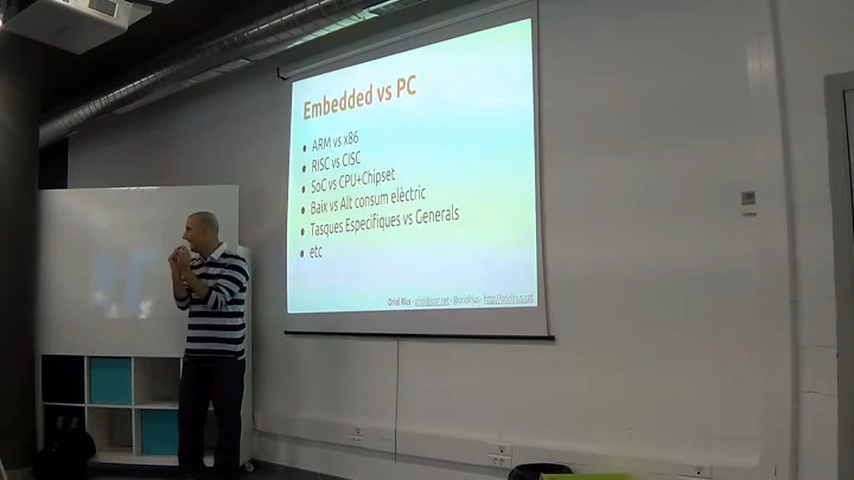 Embedded vs PC
• ARM vs x86
• RISC vs CISC
• SoC vs CPU+Chipset
• Baix vs Alt consum elèctric
• Tasques Específiques vs Generals
• etc
Oriol Rius - oriol@joor.net - @oriolrius - http://oriolrius.cat